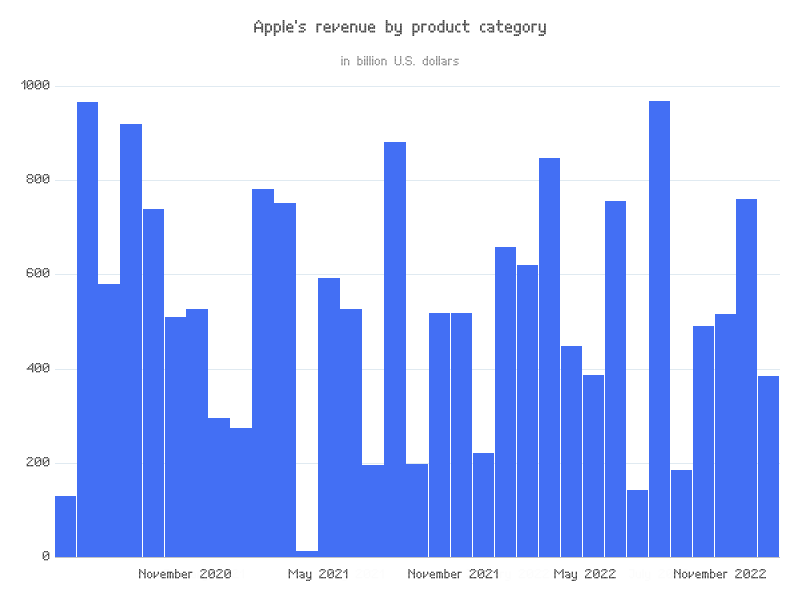 Apple's revenue by product category
in billion U.S. dollars
1000
800
600
400
200
0
November 2020 May 2021 November 2021 May 2022 November 2022